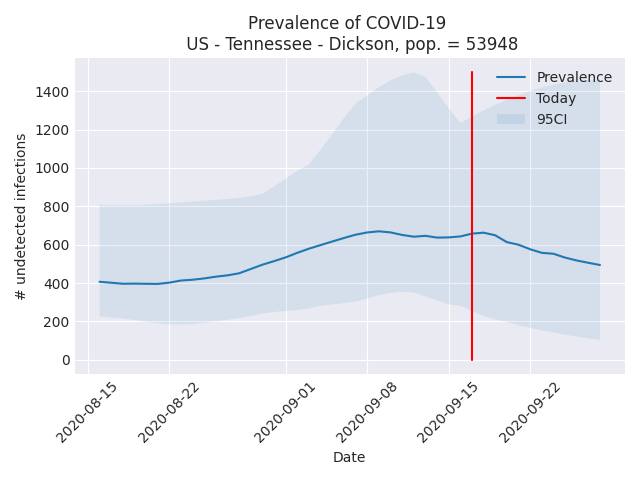 Prevalence of COVID-19
US - Tennessee - Dickson, pop. = 53948
Prevalence
Today
95CI
# undetected infections
1400
1200
1000
800
600
400
200
0
2020-08-15
2020-08-22
2020-09-01
2020-09-08
2020-09-15
2020-09-22
Date